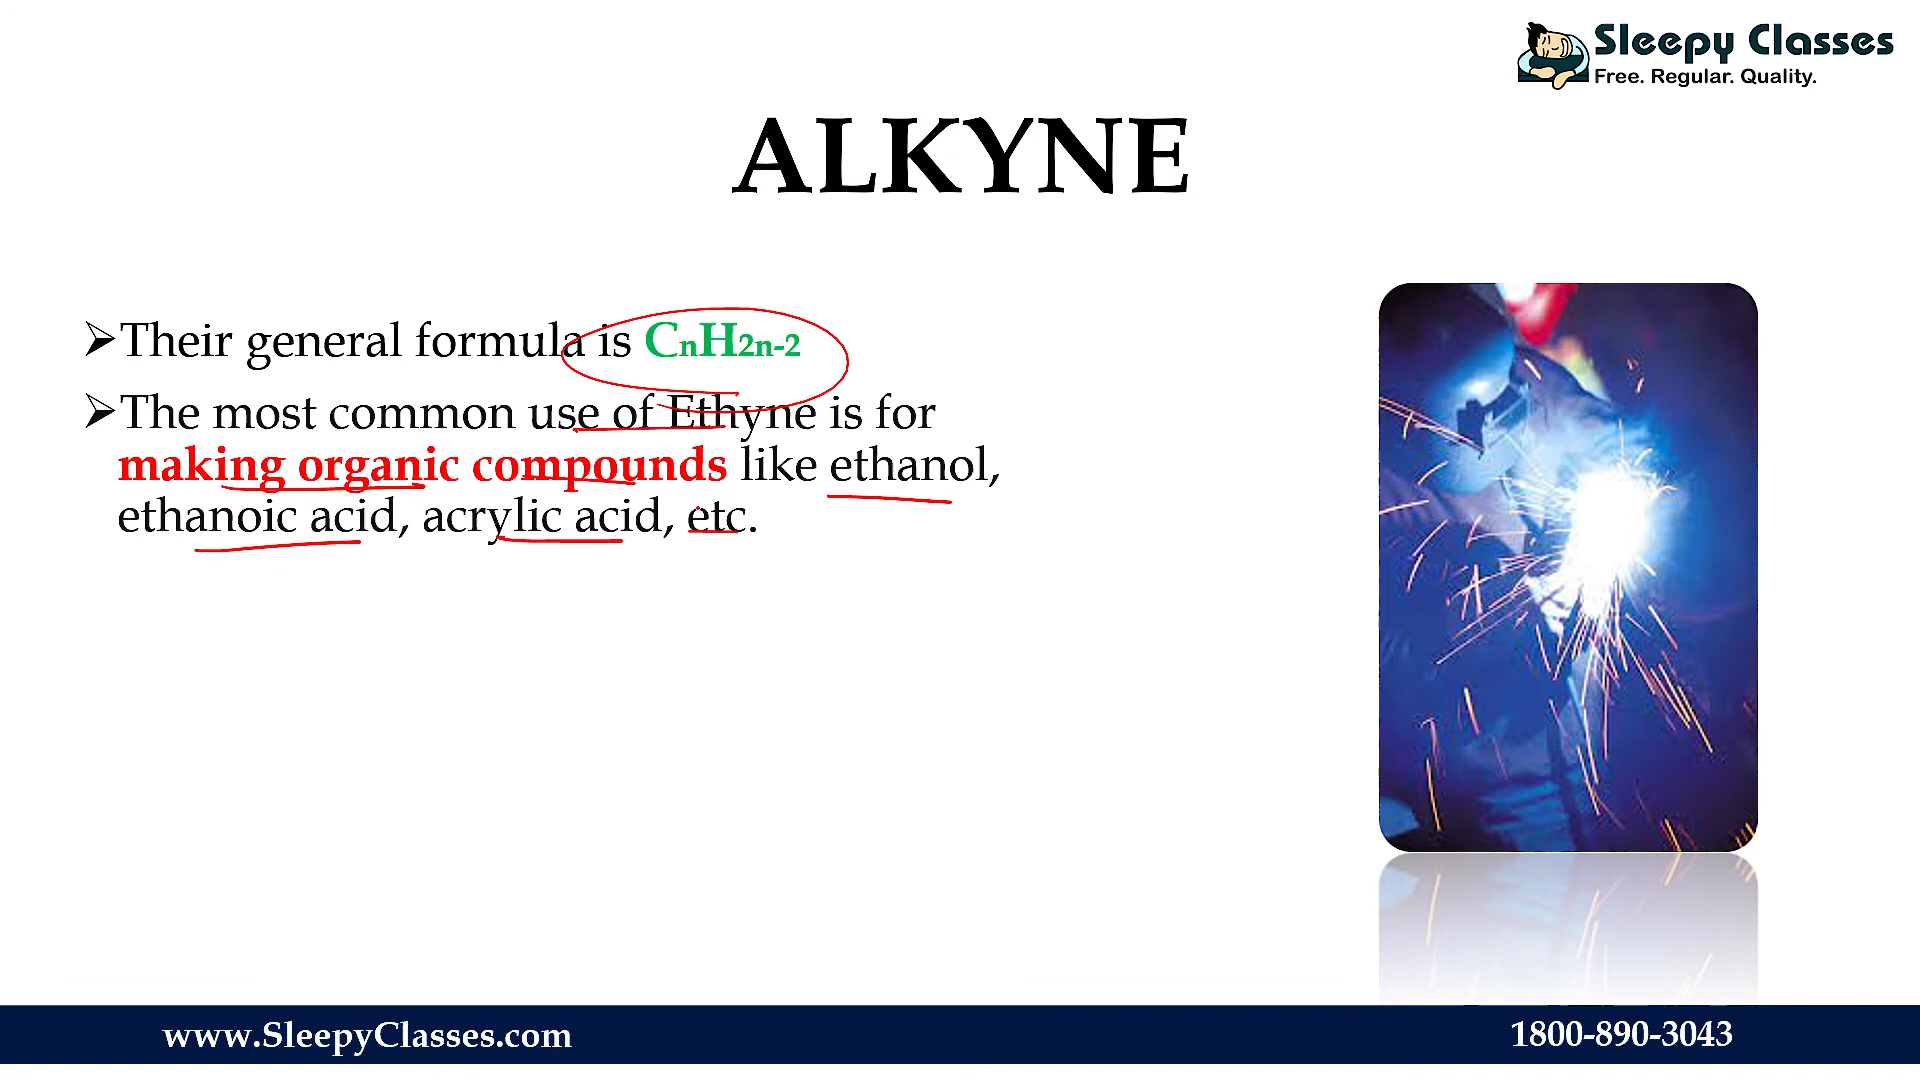 Sleepy Classes
Free. Regular. Quality.
ALKYNE
➢Their general formula is CnH2n-2
➢The most common use of Ethyne is for
making organic compounds like ethanol,
ethanoic acid, acrylic acid, etc.
www.SleepyClasses.com
1800-890-3043